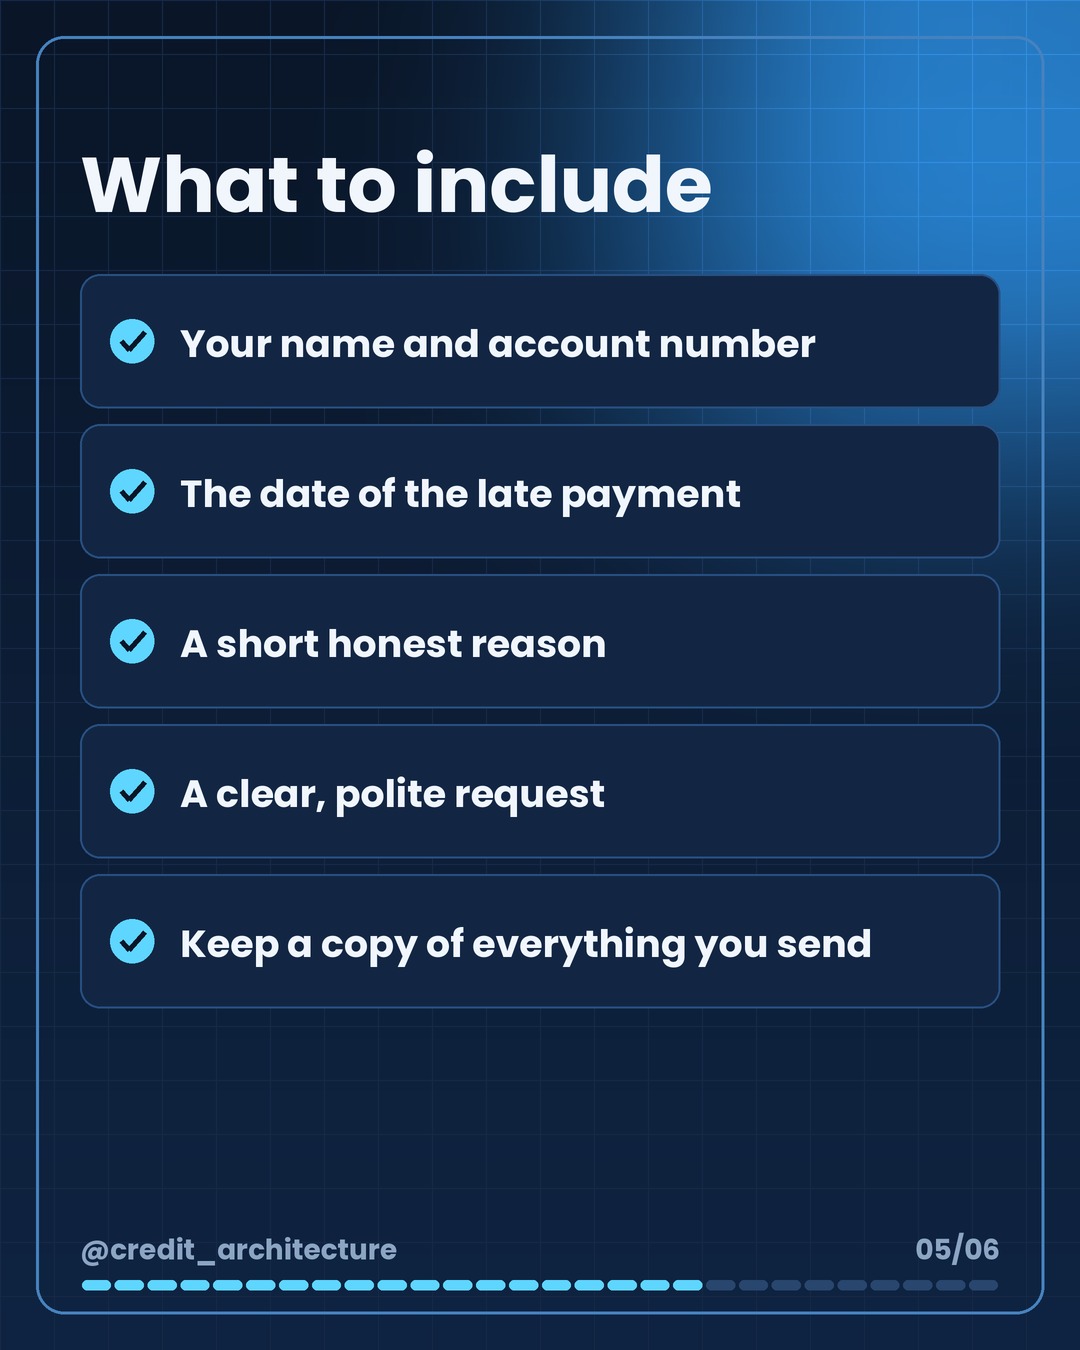 What to include
Your name and account number
The date of the late payment
A short honest reason
A clear, polite request
Keep a copy of everything you send
@credit_architecture
05/06